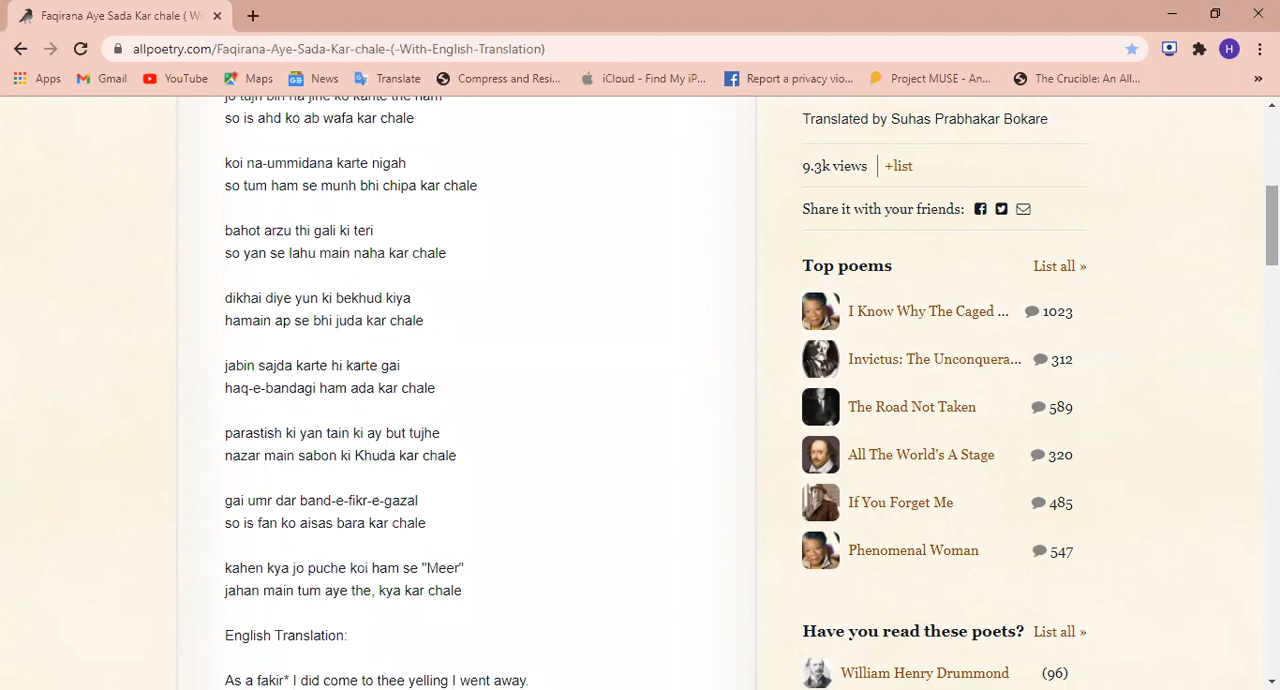 Faqirana Aye Sada Kar chale ( Wi
allpoetry.com/Faqirana-Aye-Sada-Kar-chale-(-With-English-Translation)
H
Apps
Gmail
YouTube
Maps
News
Translate
Compress and Resi...
iCloud - Find My iP...
Report a privacy vio...
Project MUSE - An...
The Crucible: An All...
»
jo tujh bin na jine ko kahte the ham
so is ahd ko ab wafa kar chale
koi na-ummidana karte nigah
so tum ham se munh bhi chipa kar chale
bahot arzu thi gali ki teri
so yan se lahu main naha kar chale
dikhai diye yun ki bekhud kiya
hamain ap se bhi juda kar chale
jabin sajda karte hi karte gai
haq-e-bandagi ham ada kar chale
parastish ki yan tain ki ay but tujhe
nazar main sabon ki Khuda kar chale
gai umr dar band-e-fikr-e-gazal
so is fan ko aisas bara kar chale
kahen kya jo puche koi ham se "Meer"
jahan main tum aye the, kya kar chale
English Translation:
As a fakir* I did come to thee yelling I went away.
Translated by Suhas Prabhakar Bokare
9.3k views
+list
Share it with your friends:
Top poems
List all »
I Know Why The Caged ...
1023
Invictus: The Unconquera...
312
The Road Not Taken
589
All The World's A Stage
320
If You Forget Me
485
Phenomenal Woman
547
Have you read these poets?
List all »
William Henry Drummond
(96)